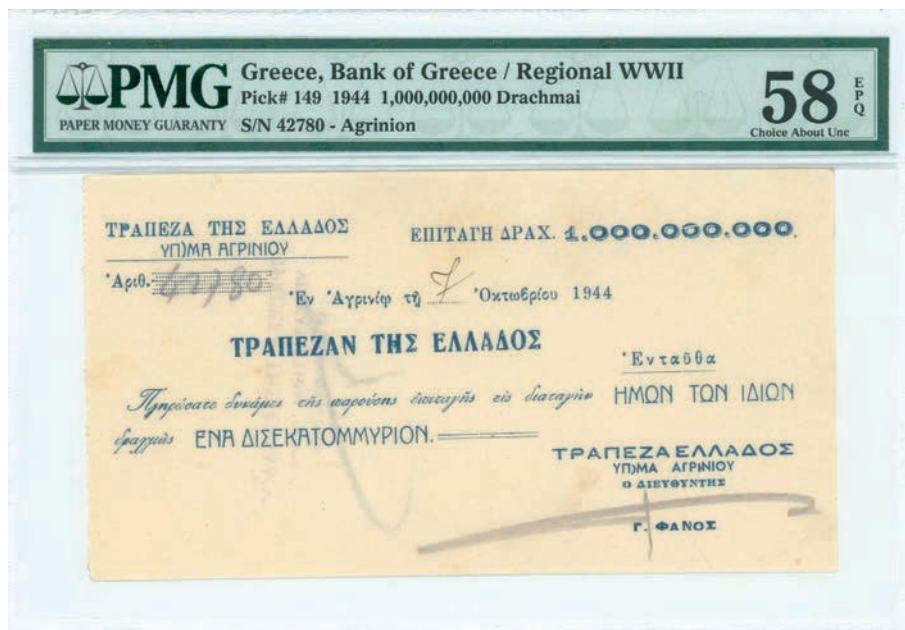 PMG
PAPER MONEY GUARANTY
Greece, Bank of Greece / Regional WWII
Pick# 149 1944 1,000,000,000 Drachmai
S/N 42780 - Agrinion
58 EPQ
Choice About Unc
ΤΡΑΠΕΖΑ ΤΗΣ ΕΛΛΑΔΟΣ
ΥΠ)ΜΑ ΑΓΡΙΝΙΟΥ
ΕΠΙΤΑΓΗ ΔΡΑΧ. 1.000.000.000.
Ἀριθ. 42780
Ἐν Ἀγρινίῳ τῇ 7 Ὀκτωβρίου 1944
ΤΡΑΠΕΖΑΝ ΤΗΣ ΕΛΛΑΔΟΣ
Ἐνταῦθα
Πληρώσατε δυνάμει τῆς παρούσης ἐπιταγῆς εἰς διαταγὴν ΗΜΩΝ ΤΩΝ ΙΔΙΩΝ
δραχμὰς ΕΝΑ ΔΙΣΕΚΑΤΟΜΜΥΡΙΟΝ.
ΤΡΑΠΕΖΑ ΕΛΛΑΔΟΣ
ΥΠ)ΜΑ ΑΓΡΙΝΙΟΥ
Ο ΔΙΕΥΘΥΝΤΗΣ
Γ. ΦΑΝΟΣ